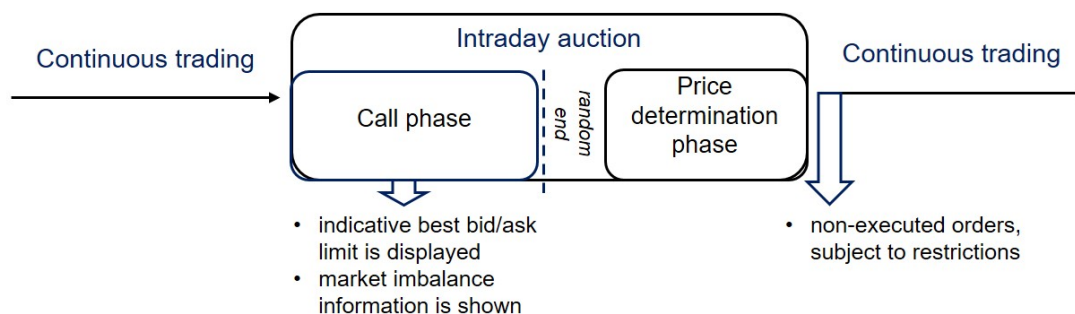 Intraday auction
Continuous trading
Continuous trading
Call phase
random
end
Price
determination
phase
• indicative best bid/ask
limit is displayed
• market imbalance
information is shown
• non-executed orders,
subject to restrictions